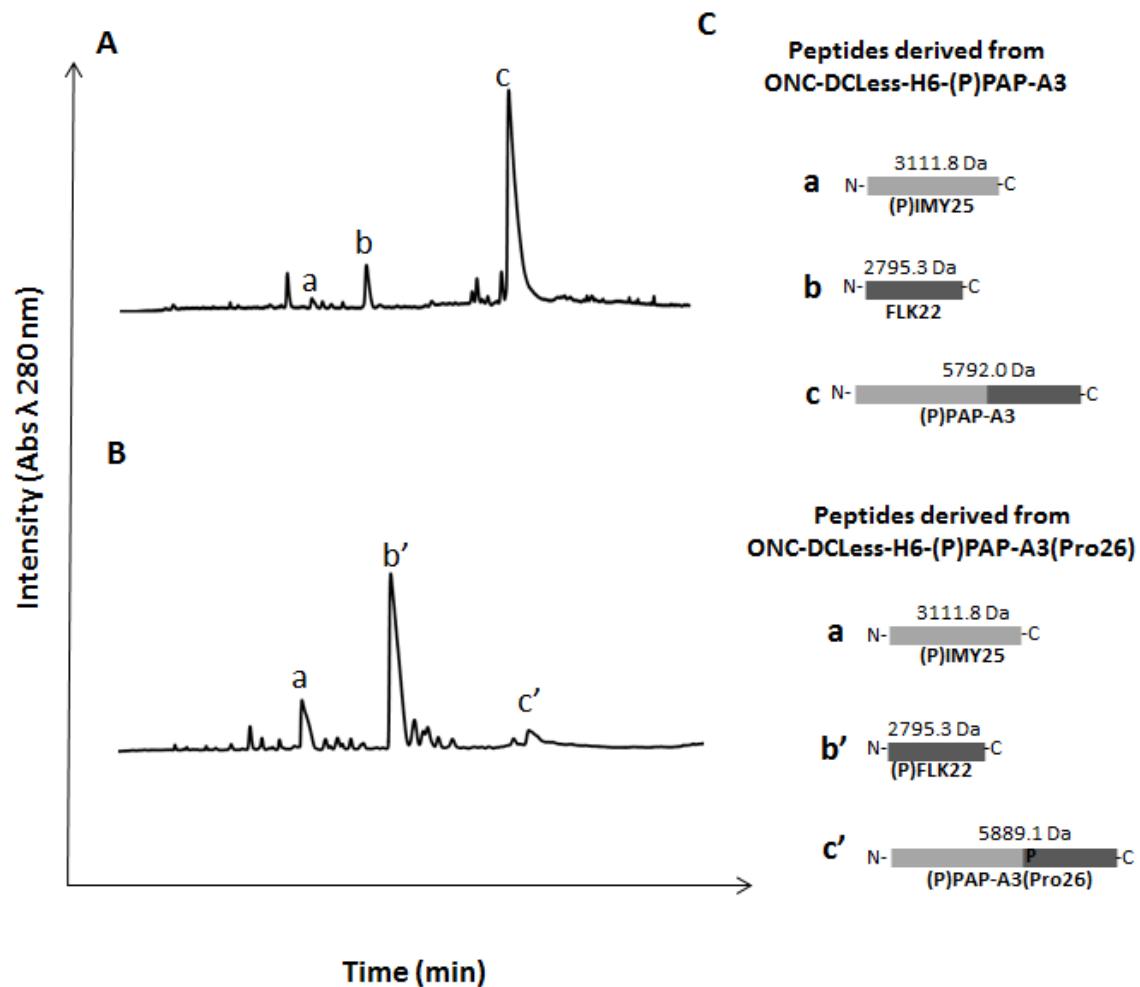 A
C
Peptides derived from
ONC-DCLess-H6-(P)PAP-A3
c
a
b
a
3111.8 Da
N-
-C
(P)IMY25
b
2795.3 Da
N-
-C
FLK22
c
5792.0 Da
N-
-C
(P)PAP-A3
B
Intensity (Abs λ 280 nm)
Peptides derived from
ONC-DCLess-H6-(P)PAP-A3(Pro26)
b’
a
c’
a
3111.8 Da
N-
-C
(P)IMY25
b’
2795.3 Da
N-
-C
(P)FLK22
c’
5889.1 Da
N-
P
-C
(P)PAP-A3(Pro26)
Time (min)